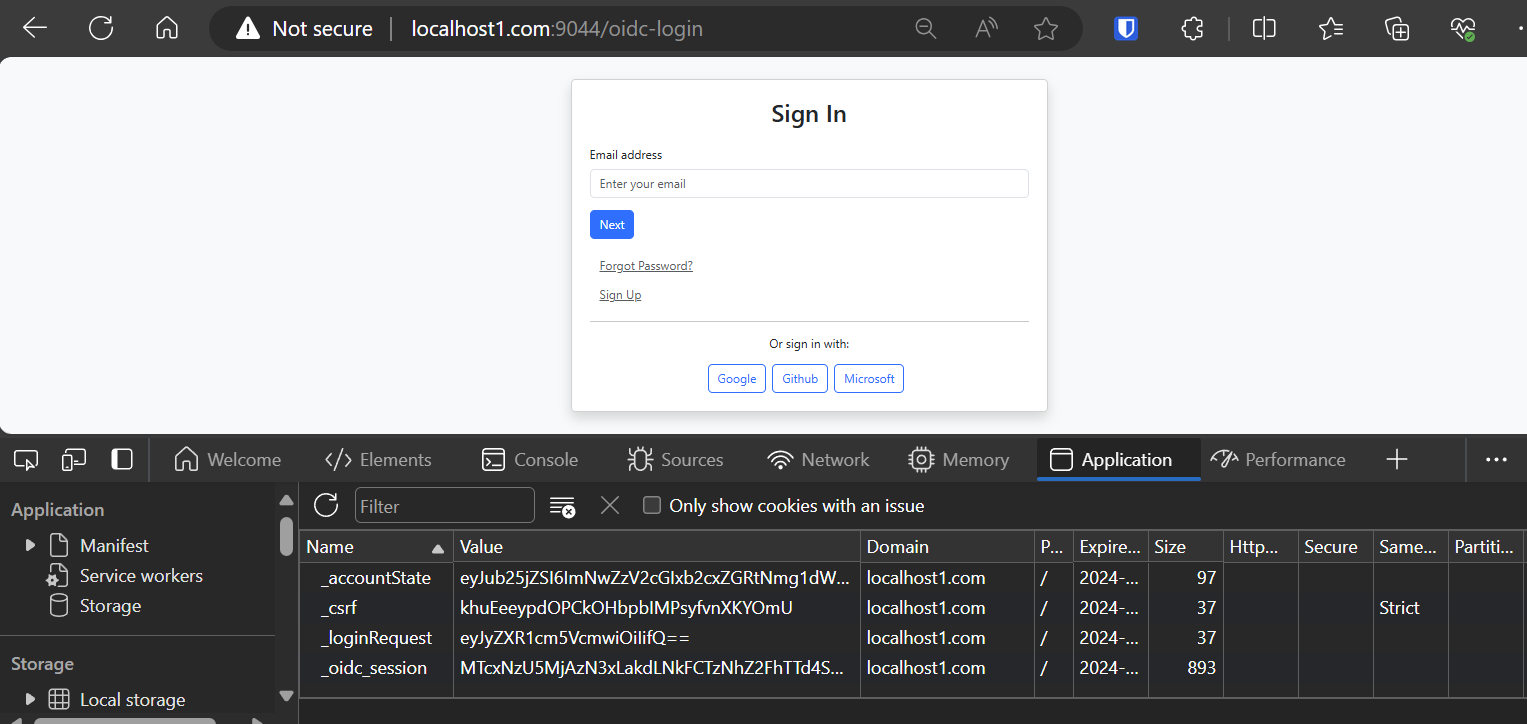 Not secure localhost1.com:9044/oidc-login
Sign In
Email address
Enter your email
Next
Forgot Password?
Sign Up
Or sign in with:
Google Github Microsoft
Welcome Elements Console Sources Network Memory Application Performance
Application
Manifest
Service workers
Storage
Storage
Local storage
Filter Only show cookies with an issue
Name Value Domain P... Expire... Size Http... Secure Same... Partiti...
_accountState eyJub25jZSI6ImNwZzV2cGIxb2cxZGRtNmg1dW... localhost1.com / 2024-... 97
_csrf khuEeeypdOPCkOHbpbIMPsyfvnXKYOmU localhost1.com / 2024-... 37 Strict
_loginRequest eyJyZXR1cm5VcmwiOiIifQ== localhost1.com / 2024-... 37
_oidc_session MTcxNzU5MjAzN3xLakdLNkFCTzNhZ2FhTTd4S... localhost1.com / 2024-... 893